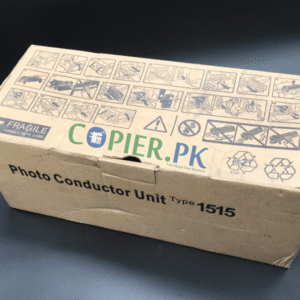 FRAGILE
COPIER.PK
Photo Conductor Unit Type 1515